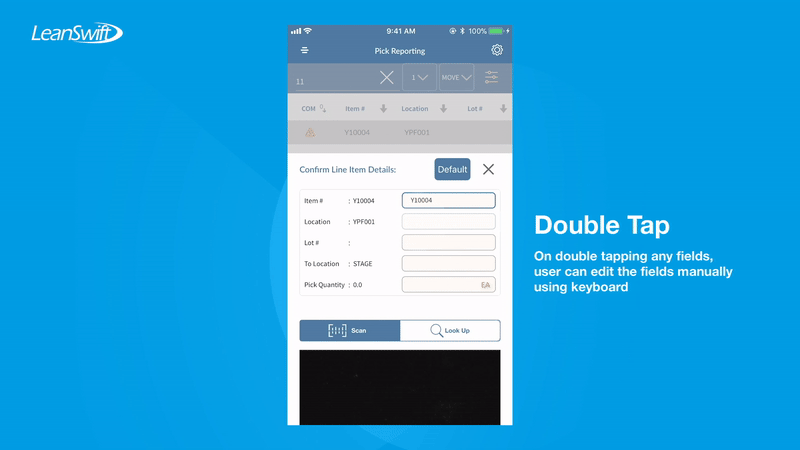 LeanSwift
9:41 AM 100%
Pick Reporting
11 1 MOVE
COM Item # Location Lot #
Y10004 YPF001
Confirm Line Item Details: Default
Item # : Y10004 Y10004
Location : YPF001
Lot # :
To Location : STAGE
Pick Quantity : 0.0 EA
Scan Look Up
Double Tap
On double tapping any fields,
user can edit the fields manually
using keyboard